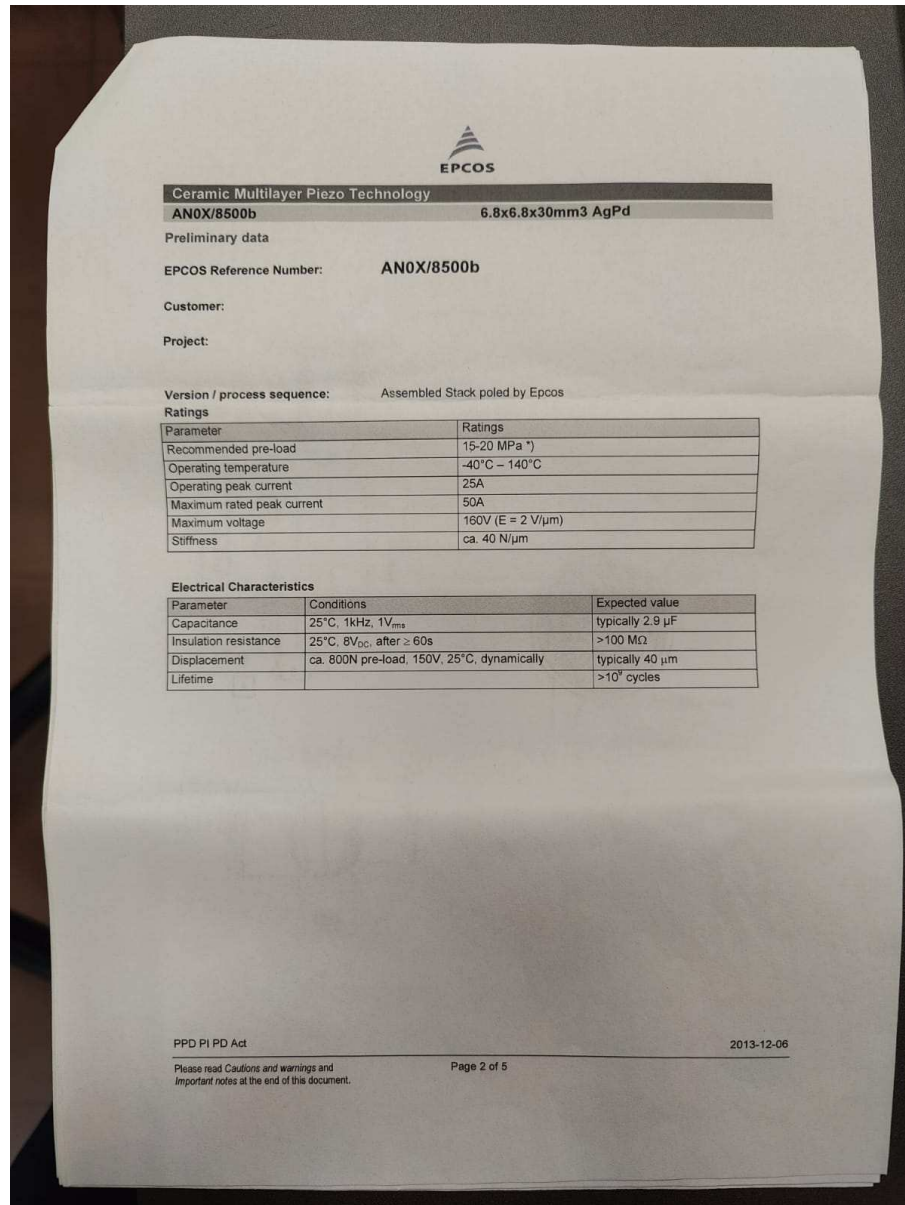 EPCOS
Ceramic Multilayer Piezo Technology
AN0X/8500b 6.8x6.8x30mm3 AgPd
Preliminary data
EPCOS Reference Number: AN0X/8500b
Customer:
Project:
Version / process sequence: Assembled Stack poled by Epcos
Ratings
Parameter Ratings
Recommended pre-load 15-20 MPa *)
Operating temperature -40°C – 140°C
Operating peak current 25A
Maximum rated peak current 50A
Maximum voltage 160V (E = 2 V/µm)
Stiffness ca. 40 N/µm
Electrical Characteristics
Parameter Conditions Expected value
Capacitance 25°C, 1kHz, 1Vrms typically 2.9 µF
Insulation resistance 25°C, 8VDC, after ≥ 60s >100 MΩ
Displacement ca. 800N pre-load, 150V, 25°C, dynamically typically 40 µm
Lifetime >10⁹ cycles
PPD PI PD Act 2013-12-06
Please read Cautions and warnings and Page 2 of 5
Important notes at the end of this document.